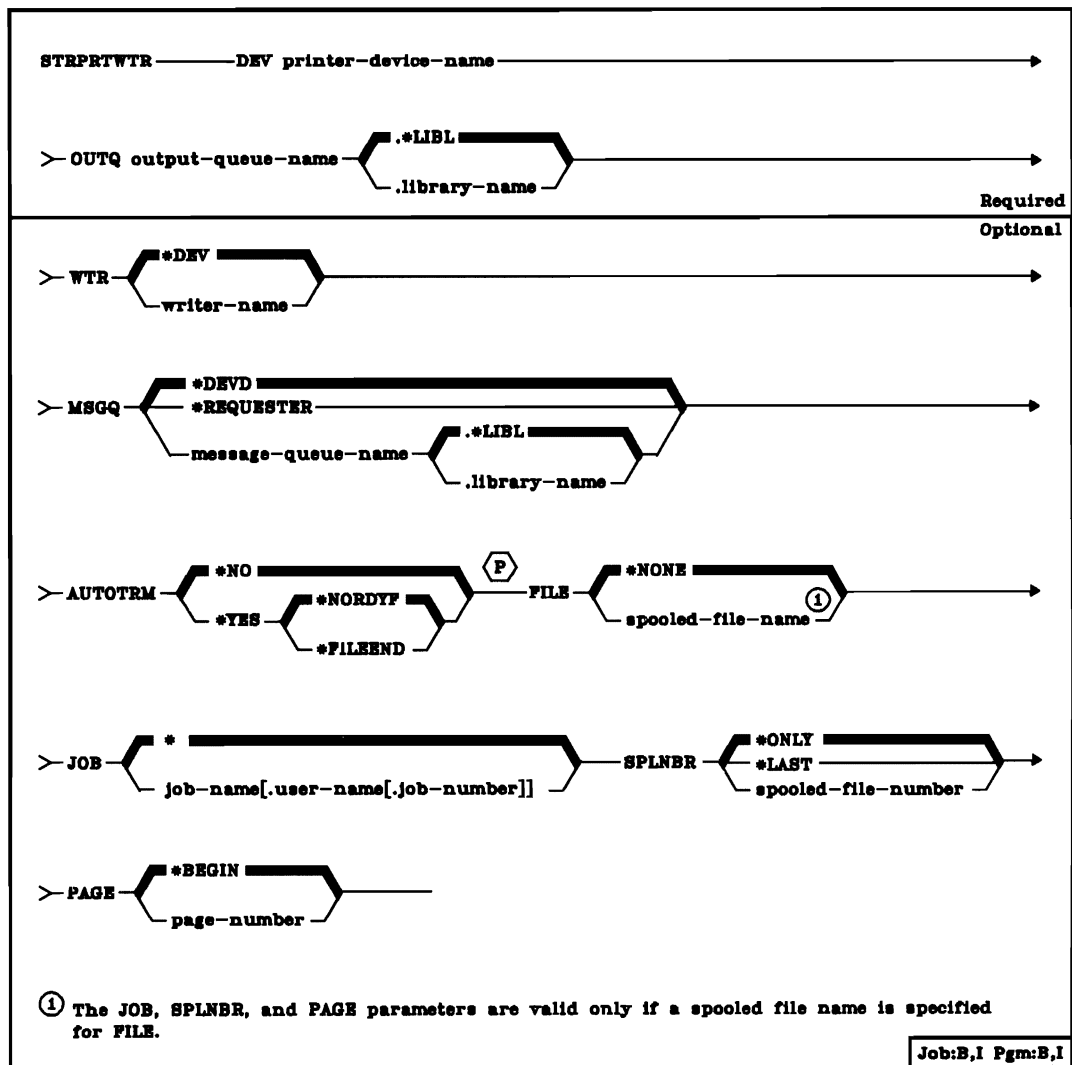 STRPRTWTR DEV printer-device-name
.*LIBL
OUTQ output-queue-name
.library-name
Required
Optional
*DEV
WTR
writer-name
*DEVD
MSGQ *REQUESTER
.*LIBL
message-queue-name
.library-name
P
*NO *NONE
AUTOTRM FILE
*YES *NORDYF spooled-file-name 1
*FILEEND
* *ONLY
JOB SPLNBR *LAST
job-name[.user-name[.job-number]] spooled-file-number
*BEGIN
PAGE
page-number
1 The JOB, SPLNBR, and PAGE parameters are valid only if a spooled file name is specified
for FILE.
Job:B,I Pgm:B,I